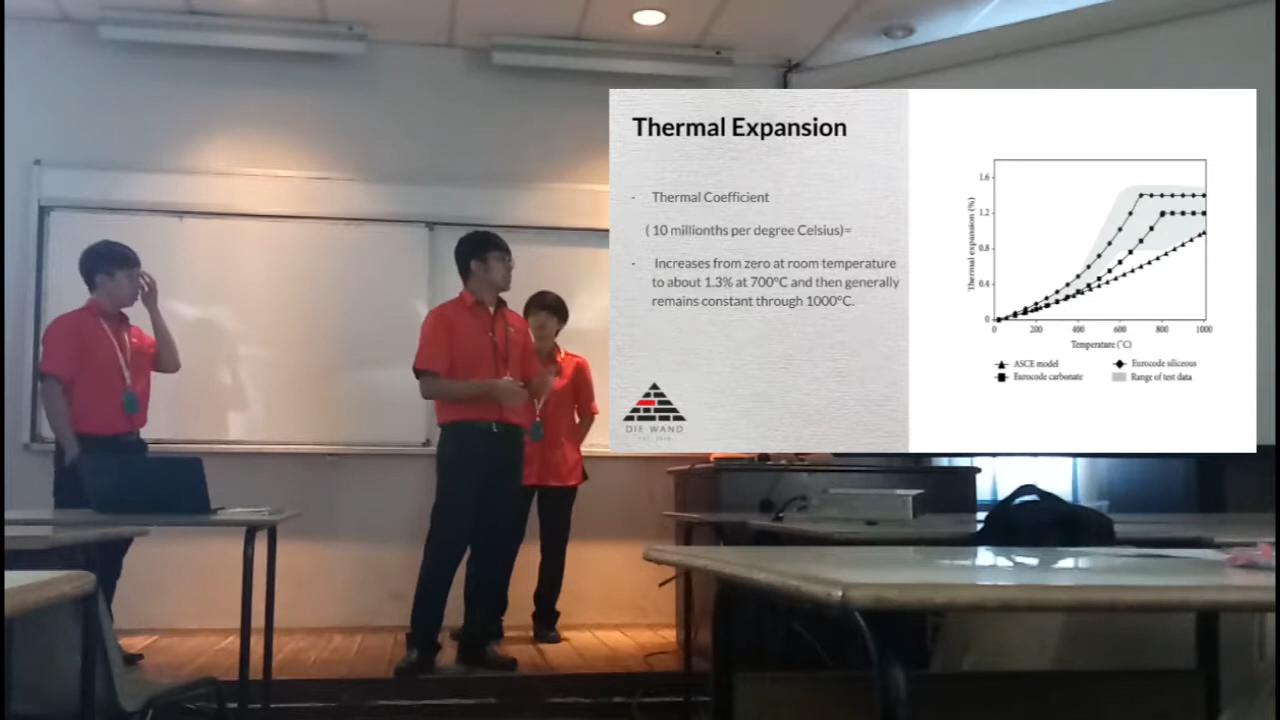 Thermal Expansion
- Thermal Coefficient
( 10 millionths per degree Celsius)=
- Increases from zero at room temperature
to about 1.3% at 700°C and then generally
remains constant through 1000°C.
DIE WAND
Thermal expansion (%)
1.6
1.2
0.8
0.4
0
0 200 400 600 800 1000
Temperature (°C)
ASCE model
Eurocode carbonate
Eurocode siliceous
Range of test data